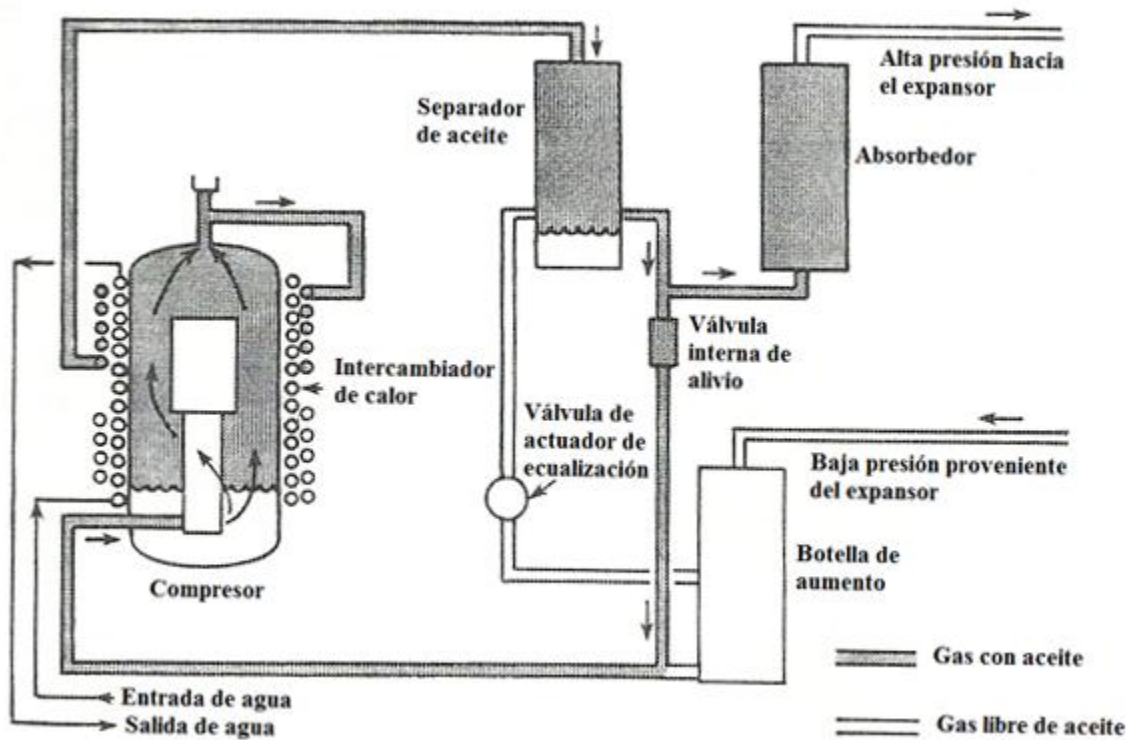 Alta presión hacia
el expansor
Separador
de aceite
Absorbedor
Válvula
interna de
alivio
Intercambiador
de calor
Válvula de
actuador de
ecualización
Baja presión proveniente
del expansor
Botella de
aumento
Compresor
Gas con aceite
Entrada de agua
Salida de agua
Gas libre de aceite